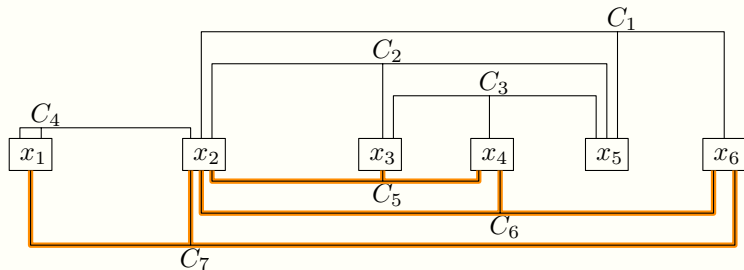 C₁
C₂
C₃
C₄
x₁ x₂ x₃ x₄ x₅ x₆
C₅
C₆
C₇